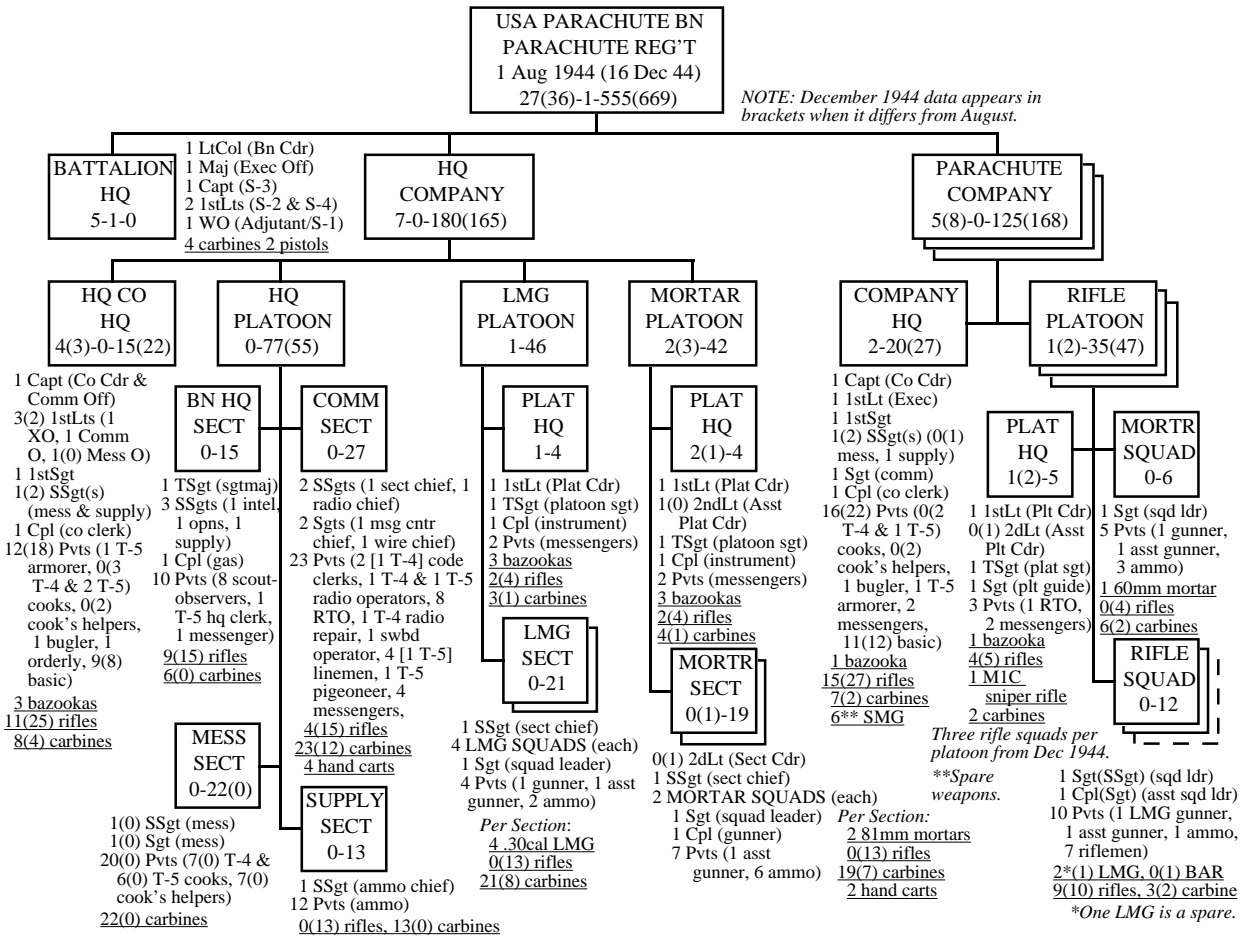 USA PARACHUTE BN
PARACHUTE REG'T
1 Aug 1944 (16 Dec 44)
27(36)-1-555(669)
NOTE: December 1944 data appears in
brackets when it differs from August.
BATTALION
HQ
5-1-0
1 LtCol (Bn Cdr)
1 Maj (Exec Off)
1 Capt (S-3)
2 1stLts (S-2 & S-4)
1 WO (Adjutant/S-1)
4 carbines 2 pistols
HQ
COMPANY
7-0-180(165)
PARACHUTE
COMPANY
5(8)-0-125(168)
HQ CO
HQ
4(3)-0-15(22)
1 Capt (Co Cdr &
Comm Off)
3(2) 1stLts (1
XO, 1 Comm
O, 1(0) Mess O)
1 1stSgt
1(2) SSgt(s)
(mess & supply)
1 Cpl (co clerk)
12(18) Pvts (1 T-5
armorer, 0(3
T-4 & 2 T-5)
cooks, 0(2)
cook's helpers,
1 bugler, 1
orderly, 9(8)
basic)
3 bazookas
11(25) rifles
8(4) carbines
HQ
PLATOON
0-77(55)
BN HQ
SECT
0-15
1 TSgt (sgtmaj)
3 SSgts (1 intel,
1 opns, 1
supply)
1 Cpl (gas)
10 Pvts (8 scout-
observers, 1
T-5 hq clerk,
1 messenger)
9(15) rifles
6(0) carbines
COMM
SECT
0-27
2 SSgts (1 sect chief, 1
radio chief)
2 Sgts (1 msg cntr
chief, 1 wire chief)
23 Pvts (2 [1 T-4] code
clerks, 1 T-4 & 1 T-5
radio operators, 8
RTO, 1 T-4 radio
repair, 1 swbd
operator, 4 [1 T-5]
linemen, 1 T-5
pigeoneer, 4
messengers,
4(15) rifles
23(12) carbines
4 hand carts
MESS
SECT
0-22(0)
1(0) SSgt (mess)
1(0) Sgt (mess)
20(0) Pvts (7(0) T-4 &
6(0) T-5 cooks, 7(0)
cook's helpers)
22(0) carbines
SUPPLY
SECT
0-13
1 SSgt (ammo chief)
12 Pvts (ammo)
0(13) rifles, 13(0) carbines
LMG
PLATOON
1-46
PLAT
HQ
1-4
1 1stLt (Plat Cdr)
1 TSgt (platoon sgt)
1 Cpl (instrument)
2 Pvts (messengers)
3 bazookas
2(4) rifles
3(1) carbines
LMG
SECT
0-21
1 SSgt (sect chief)
4 LMG SQUADS (each)
1 Sgt (squad leader)
4 Pvts (1 gunner, 1 asst
gunner, 2 ammo)
Per Section:
4 .30cal LMG
0(13) rifles
21(8) carbines
MORTAR
PLATOON
2(3)-42
PLAT
HQ
2(1)-4
1 1stLt (Plat Cdr)
1(0) 2ndLt (Asst
Plat Cdr)
1 TSgt (platoon sgt)
1 Cpl (instrument)
2 Pvts (messengers)
3 bazookas
2(4) rifles
4(1) carbines
MORTR
SECT
0(1)-19
0(1) 2dLt (Sect Cdr)
1 SSgt (sect chief)
2 MORTAR SQUADS (each)
1 Sgt (squad leader)
1 Cpl (gunner)
7 Pvts (1 asst
gunner, 6 ammo)
Per Section:
2 81mm mortars
0(13) rifles
19(7) carbines
2 hand carts
COMPANY
HQ
2-20(27)
1 Capt (Co Cdr)
1 1stLt (Exec)
1 1stSgt
1(2) SSgt(s) (0(1)
mess, 1 supply)
1 Sgt (comm)
1 Cpl (co clerk)
16(22) Pvts (0(2
T-4 & 1 T-5)
cooks, 0(2)
cook's helpers,
1 bugler, 1 T-5
armorer, 2
messengers,
11(12) basic)
1 bazooka
15(27) rifles
7(2) carbines
6** SMG
RIFLE
PLATOON
1(2)-35(47)
PLAT
HQ
1(2)-5
1 1stLt (Plt Cdr)
0(1) 2dLt (Asst
Plt Cdr)
1 TSgt (plat sgt)
1 Sgt (plt guide)
3 Pvts (1 RTO,
2 messengers)
1 bazooka
4(5) rifles
1 M1C
sniper rifle
2 carbines
Three rifle squads per
platoon from Dec 1944.
**Spare
weapons.
MORTR
SQUAD
0-6
1 Sgt (sqd ldr)
5 Pvts (1 gunner,
1 asst gunner,
3 ammo)
1 60mm mortar
0(4) rifles
6(2) carbines
RIFLE
SQUAD
0-12
1 Sgt(SSgt) (sqd ldr)
1 Cpl(Sgt) (asst sqd ldr)
10 Pvts (1 LMG gunner,
1 asst gunner, 1 ammo,
7 riflemen)
2*(1) LMG, 0(1) BAR
9(10) rifles, 3(2) carbine
*One LMG is a spare.